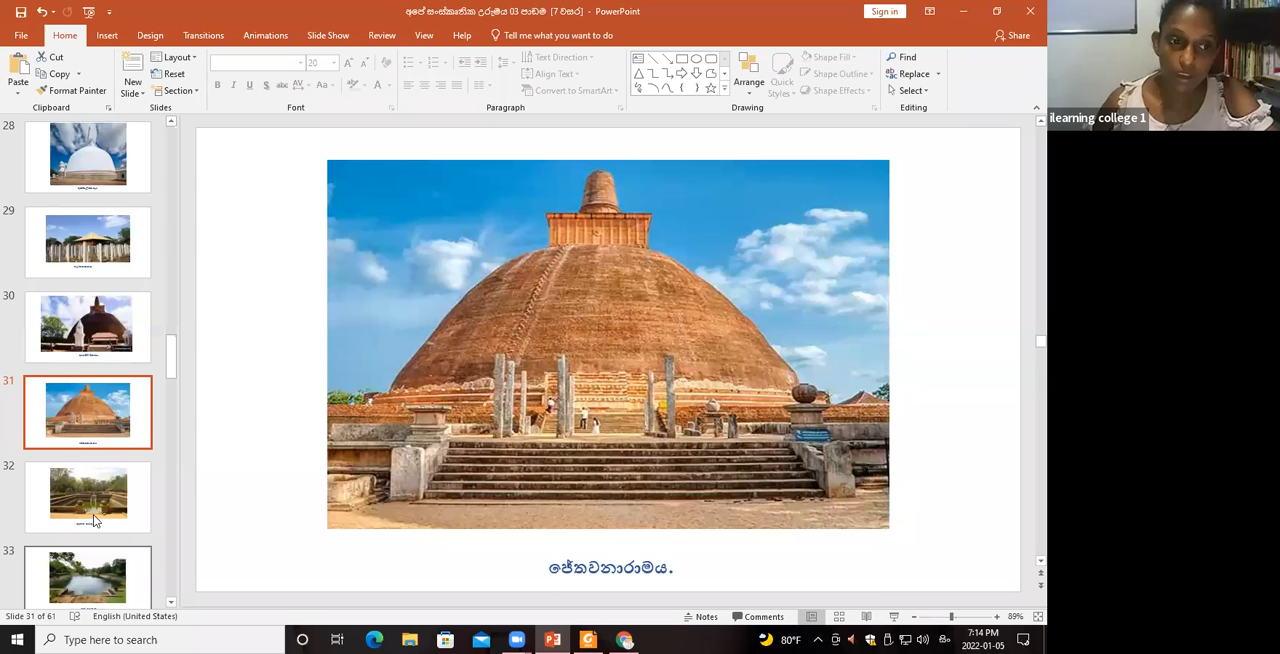 අපේ සංස්කෘතික උරුමය 03 පාඩම [7 වසර] - PowerPoint
Sign in
File Home Insert Design Transitions Animations Slide Show Review View Help Tell me what you want to do Share
Paste
Cut
Copy
Format Painter
Clipboard
New Slide
Layout
Reset
Section
Slides
20
B I U S abc AV Aa A
Font
Paragraph
Text Direction
Align Text
Convert to SmartArt
Arrange
Quick Styles
Drawing
Shape Fill
Shape Outline
Shape Effects
Find
Replace
Select
Editing
ilearning college 1
28
29
30
31
32
33
ජේතවනාරාමය.
Slide 31 of 61 English (United States) Notes Comments 89%
Type here to search
80°F
7:14 PM
2022-01-05